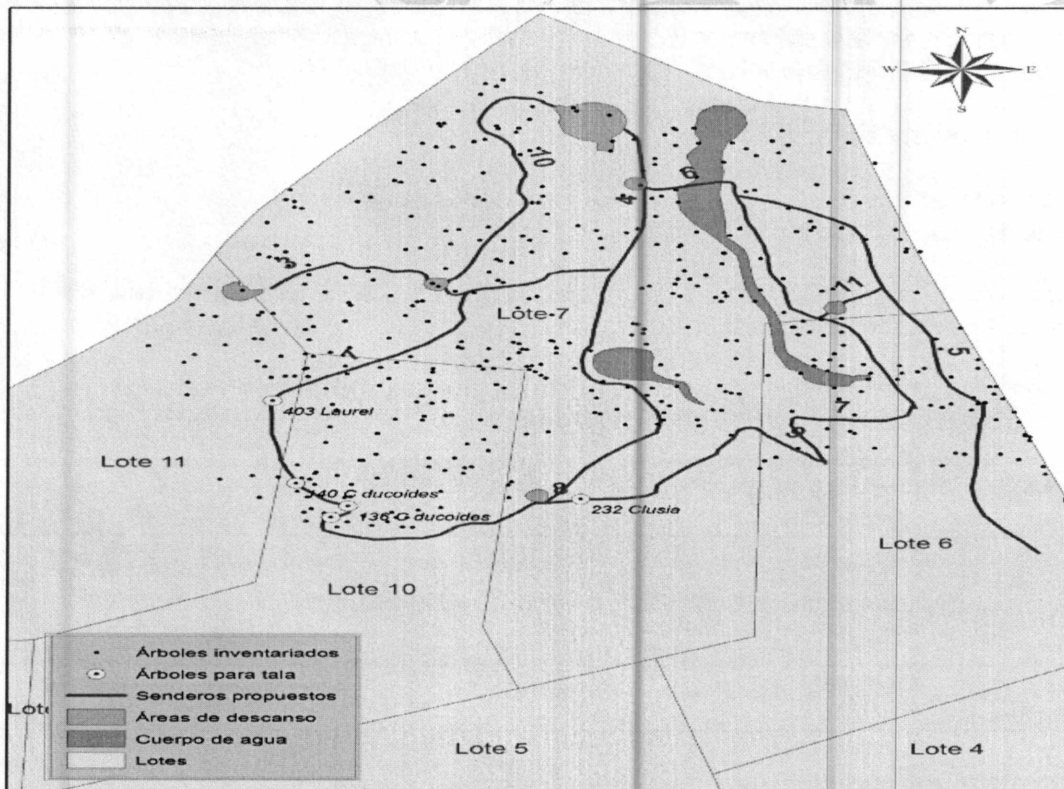 N
W E
S
10
6
4
3
11
Lote-7
5
1
7
403 Laurel
9
Lote 11
140 C ducoides
8
136 C ducoides
232 Clusia
Lote 6
Lote 10
Árboles inventariados
Árboles para tala
Senderos propuestos
Áreas de descanso
Cuerpo de agua
Lotes
Lote 5
Lote 4